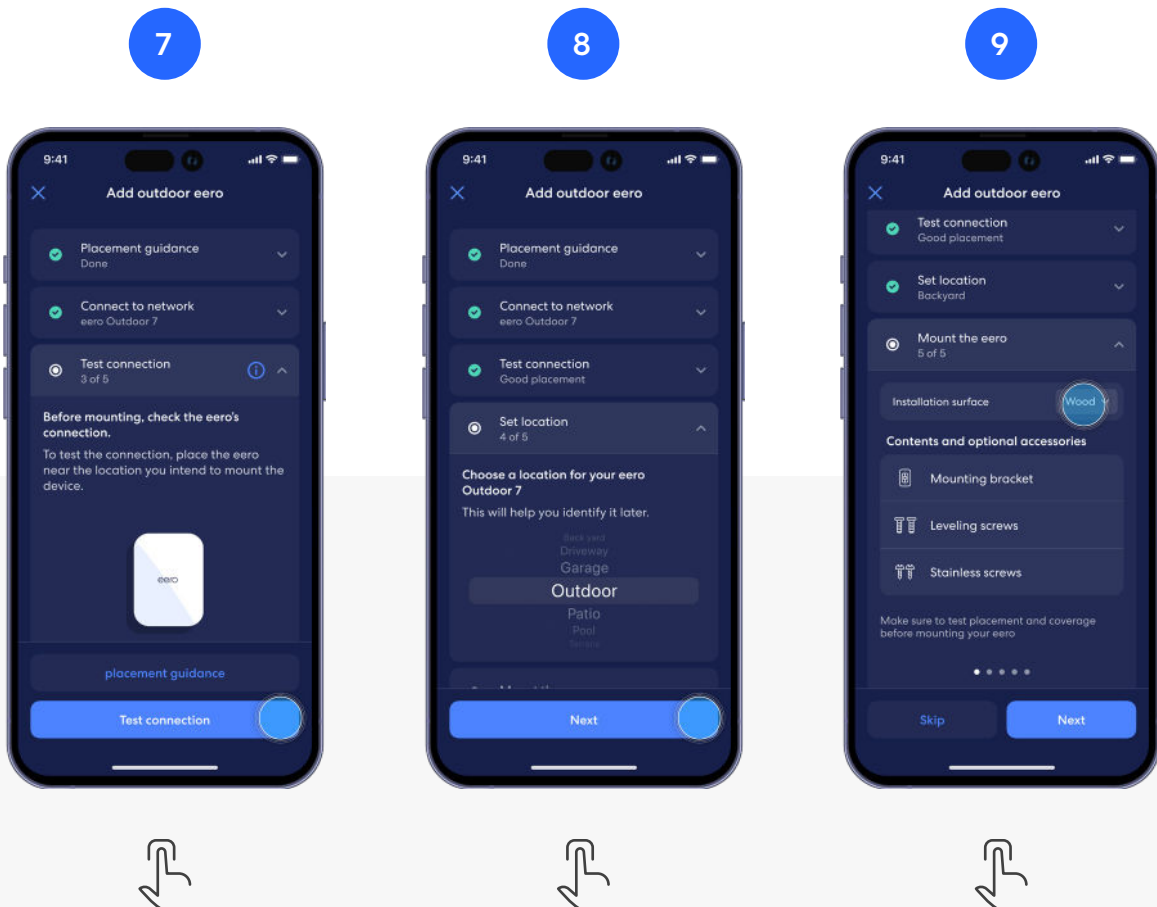 7
9:41
Add outdoor eero
Placement guidance
Done
Connect to network
eero Outdoor 7
Test connection
3 of 5
Before mounting, check the eero's
connection.
To test the connection, place the eero
near the location you intend to mount the
device.
eero
placement guidance
Test connection
8
9:41
Add outdoor eero
Placement guidance
Done
Connect to network
eero Outdoor 7
Test connection
Good placement
Set location
4 of 5
Choose a location for your eero
Outdoor 7
This will help you identify it later.
Back yard
Driveway
Garage
Outdoor
Patio
Pool
Next
9
9:41
Add outdoor eero
Test connection
Good placement
Set location
Backyard
Mount the eero
5 of 5
Installation surface
Wood
Contents and optional accessories
Mounting bracket
Leveling screws
Stainless screws
Make sure to test placement and coverage
before mounting your eero
Skip
Next